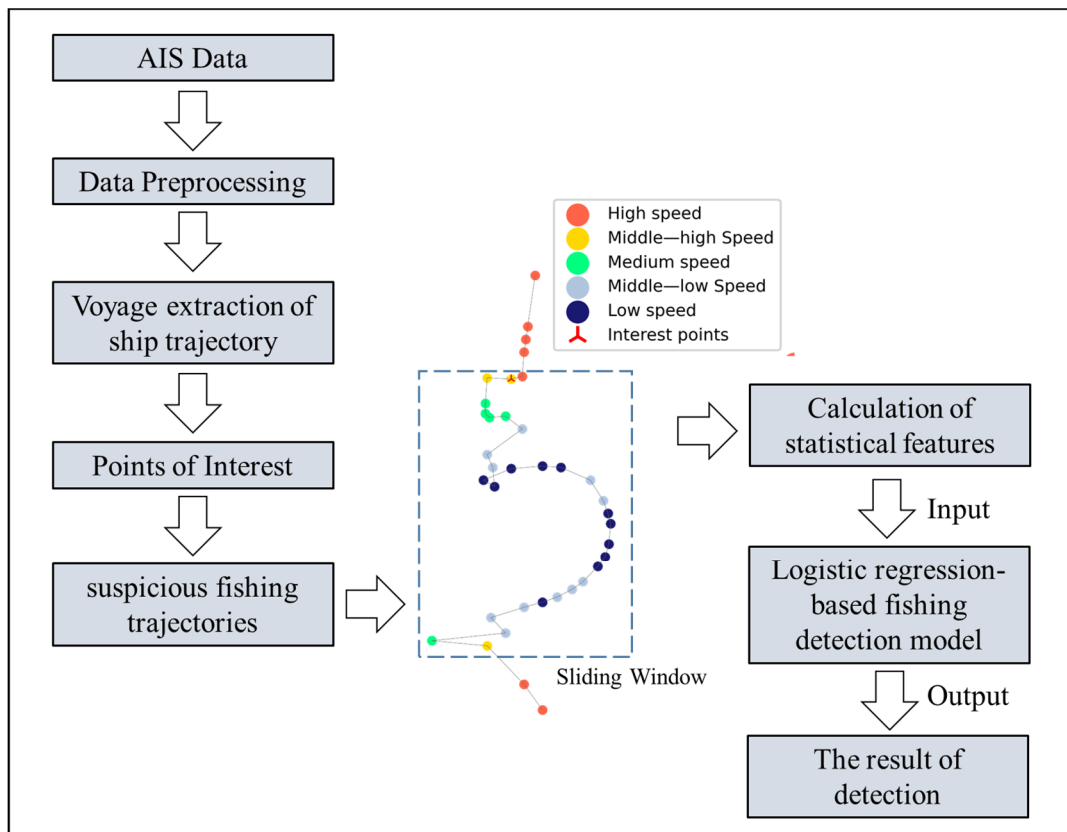 AIS Data
Data Preprocessing
Voyage extraction of
ship trajectory
Points of Interest
suspicious fishing
trajectories
High speed
Middle—high Speed
Medium speed
Middle—low Speed
Low speed
Interest points
Sliding Window
Calculation of
statistical features
Input
Logistic regression-
based fishing
detection model
Output
The result of
detection